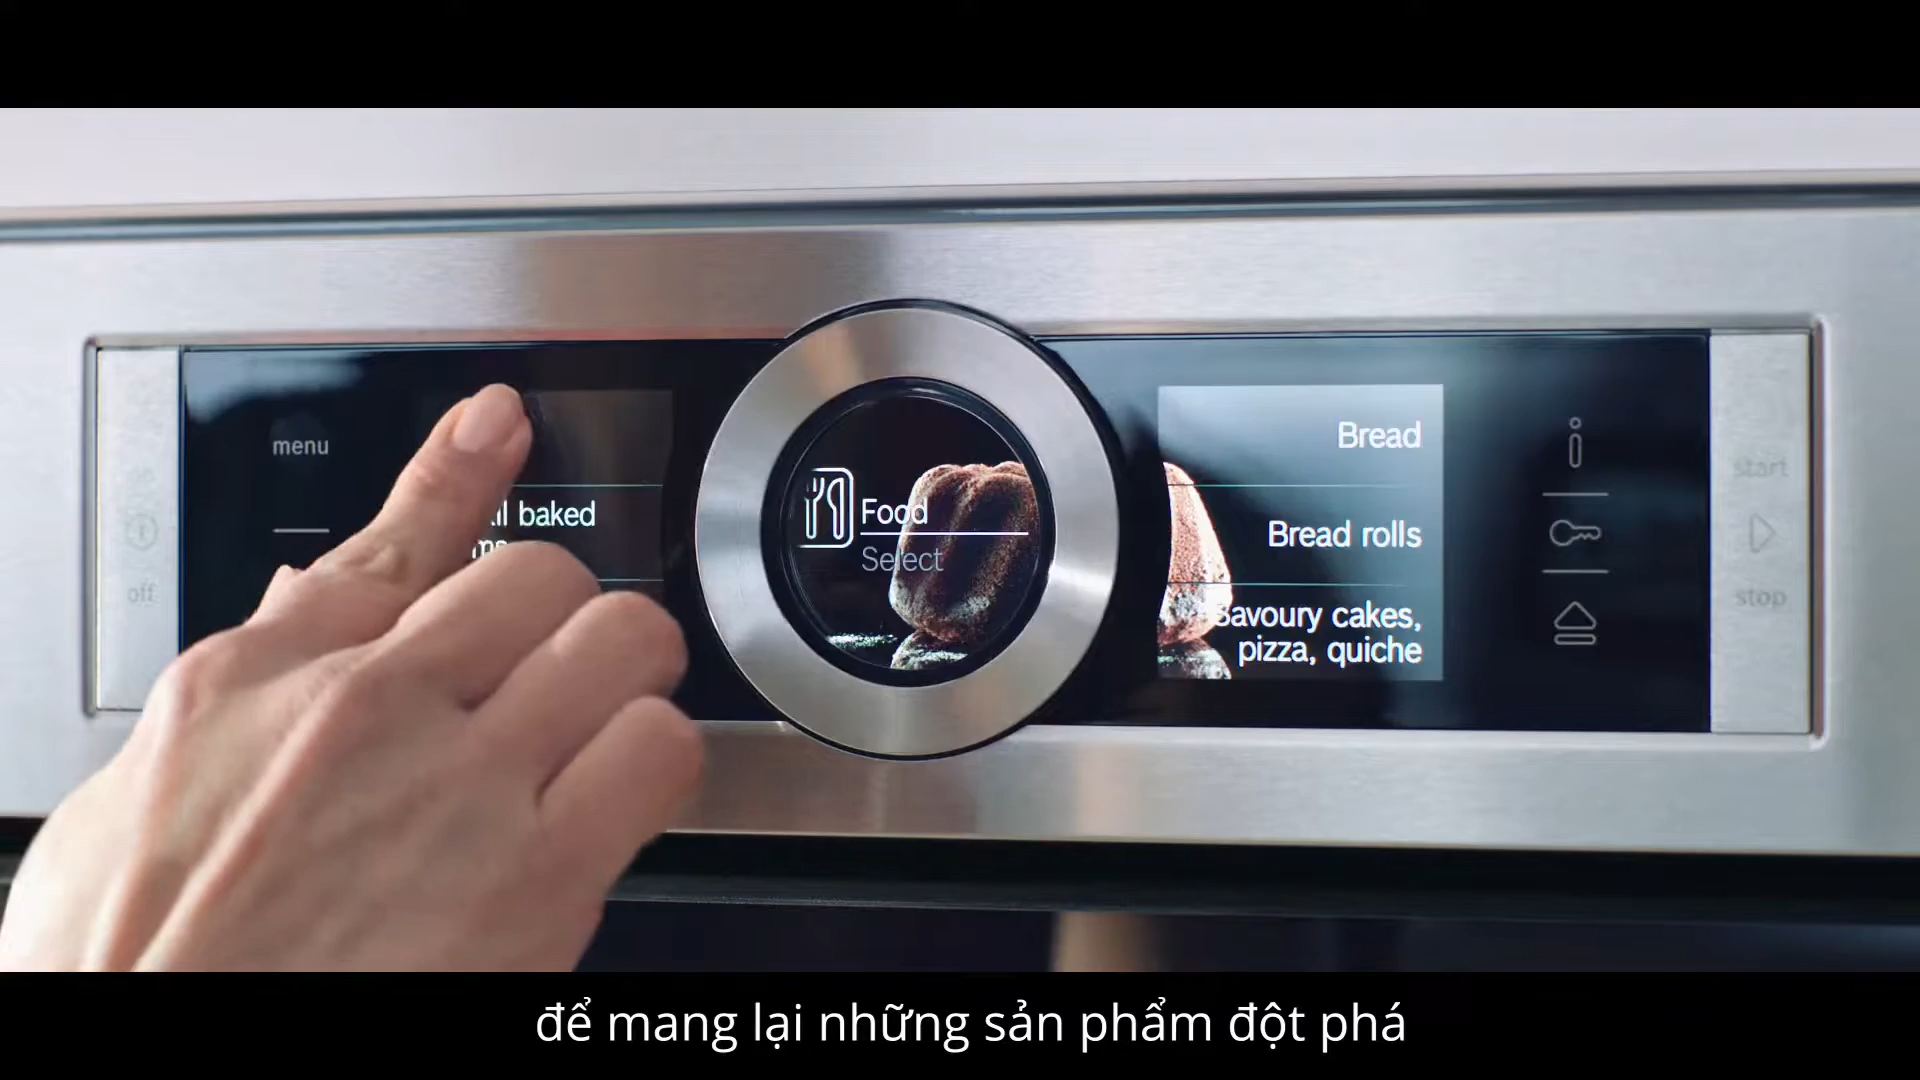 menu
off
baked
Food
Select
Bread
Bread rolls
Savoury cakes,
pizza, quiche
start
stop
để mang lại những sản phẩm đột phá